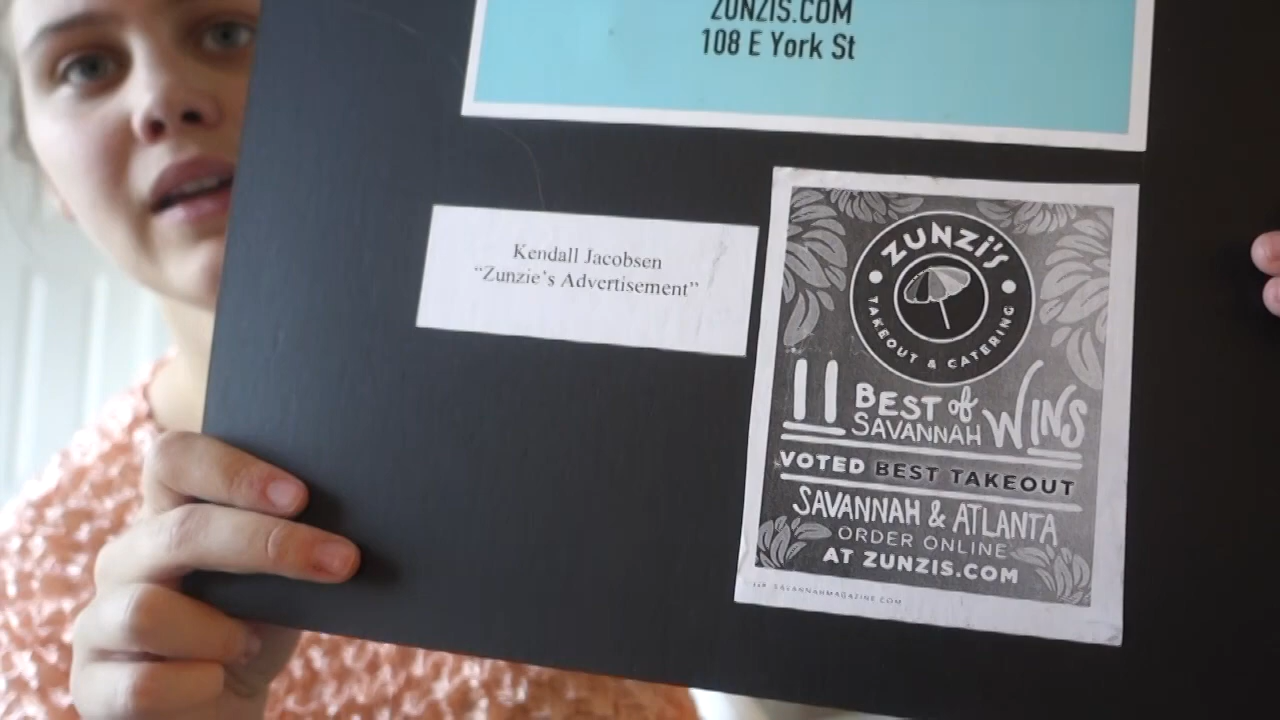 ZUNZIS.COM
108 E York St
Kendall Jacobsen
"Zunzie's Advertisement"
ZUNZi'S
TAKEOUT & CATERING
11 BEST of SAVANNAH WINS
VOTED BEST TAKEOUT
SAVANNAH & ATLANTA
ORDER ONLINE
AT ZUNZIS.COM
SAVANNAHMAGAZINE.COM